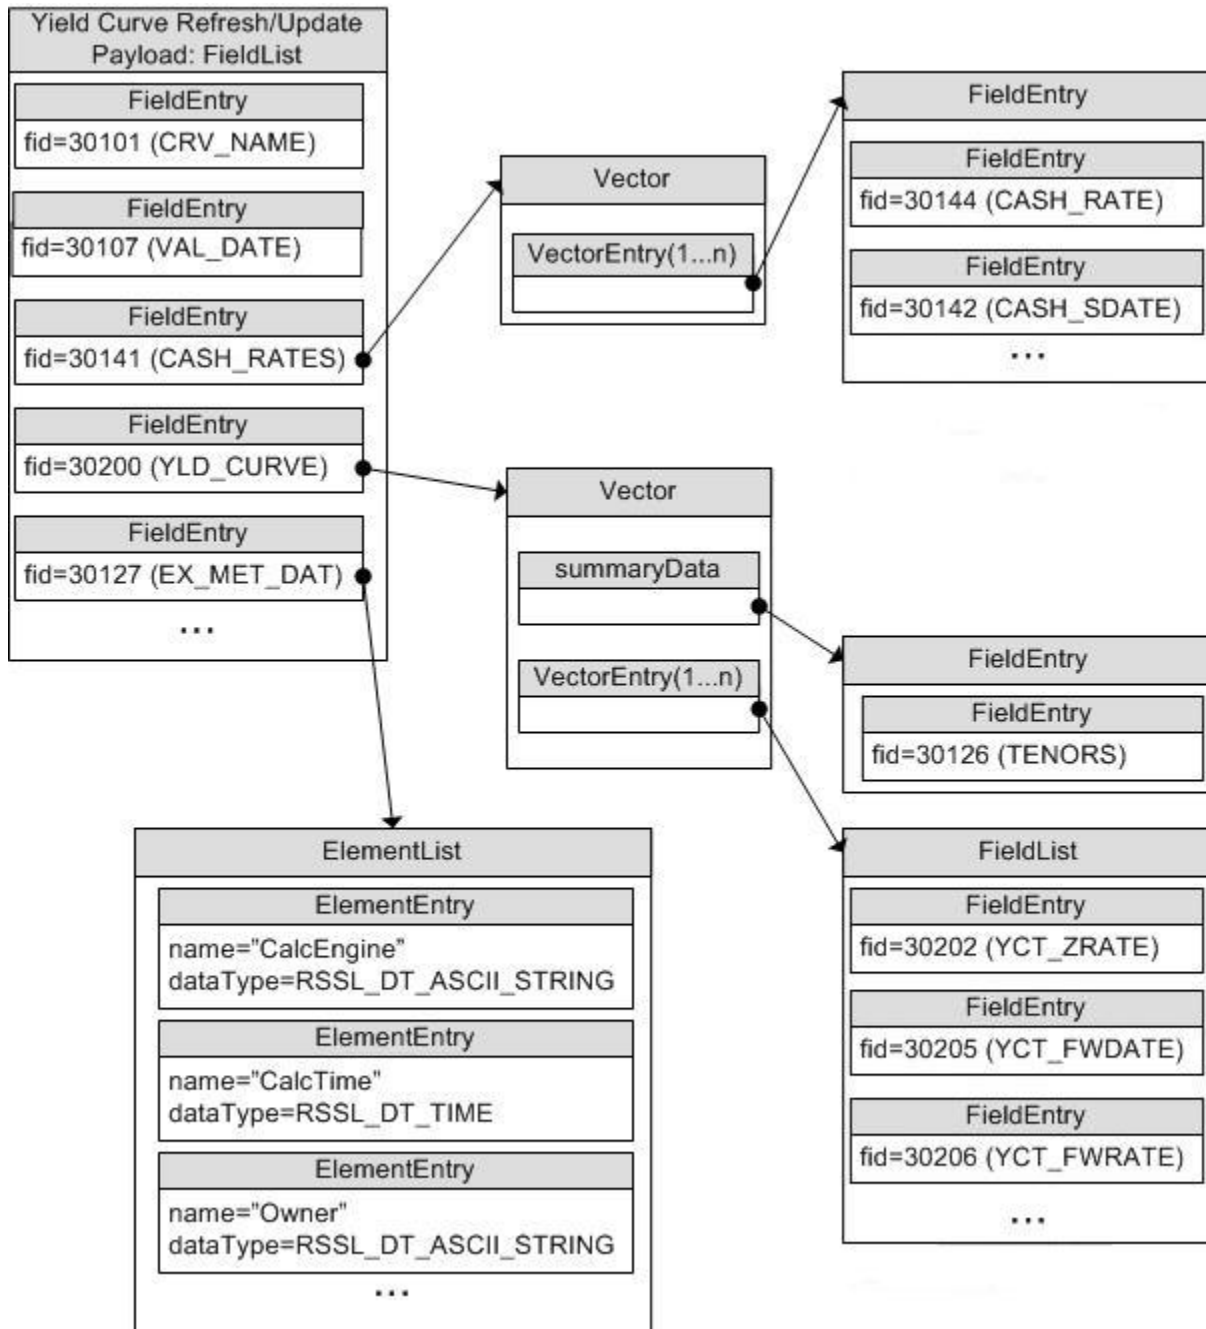 Yield Curve Refresh/Update
Payload: FieldList
FieldEntry
fid=30101 (CRV_NAME)
FieldEntry
fid=30107 (VAL_DATE)
FieldEntry
fid=30141 (CASH_RATES)
FieldEntry
fid=30200 (YLD_CURVE)
FieldEntry
fid=30127 (EX_MET_DAT)
...
Vector
VectorEntry(1...n)
FieldEntry
FieldEntry
fid=30144 (CASH_RATE)
FieldEntry
fid=30142 (CASH_SDATE)
...
Vector
summaryData
VectorEntry(1...n)
FieldEntry
FieldEntry
fid=30126 (TENORS)
FieldList
FieldEntry
fid=30202 (YCT_ZRATE)
FieldEntry
fid=30205 (YCT_FWDATE)
FieldEntry
fid=30206 (YCT_FWRATE)
...
ElementList
ElementEntry
name="CalcEngine”
dataType=RSSL_DT_ASCII_STRING
ElementEntry
name="CalcTime”
dataType=RSSL_DT_TIME
ElementEntry
name="Owner”
dataType=RSSL_DT_ASCII_STRING
...